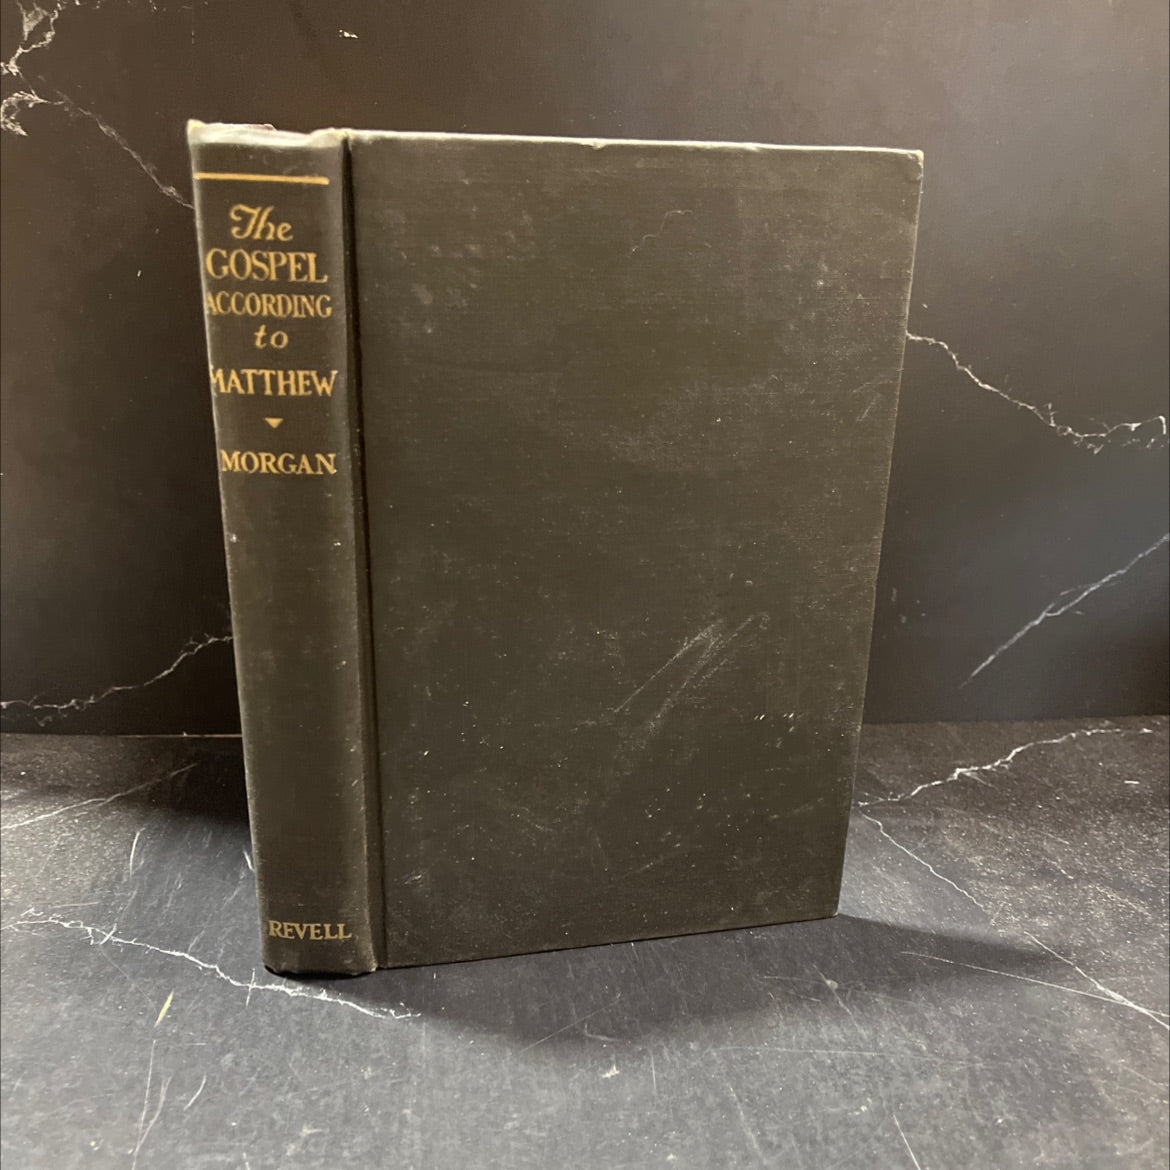 The
GOSPEL
ACCORDING
to
MATTHEW
MORGAN
REVELL